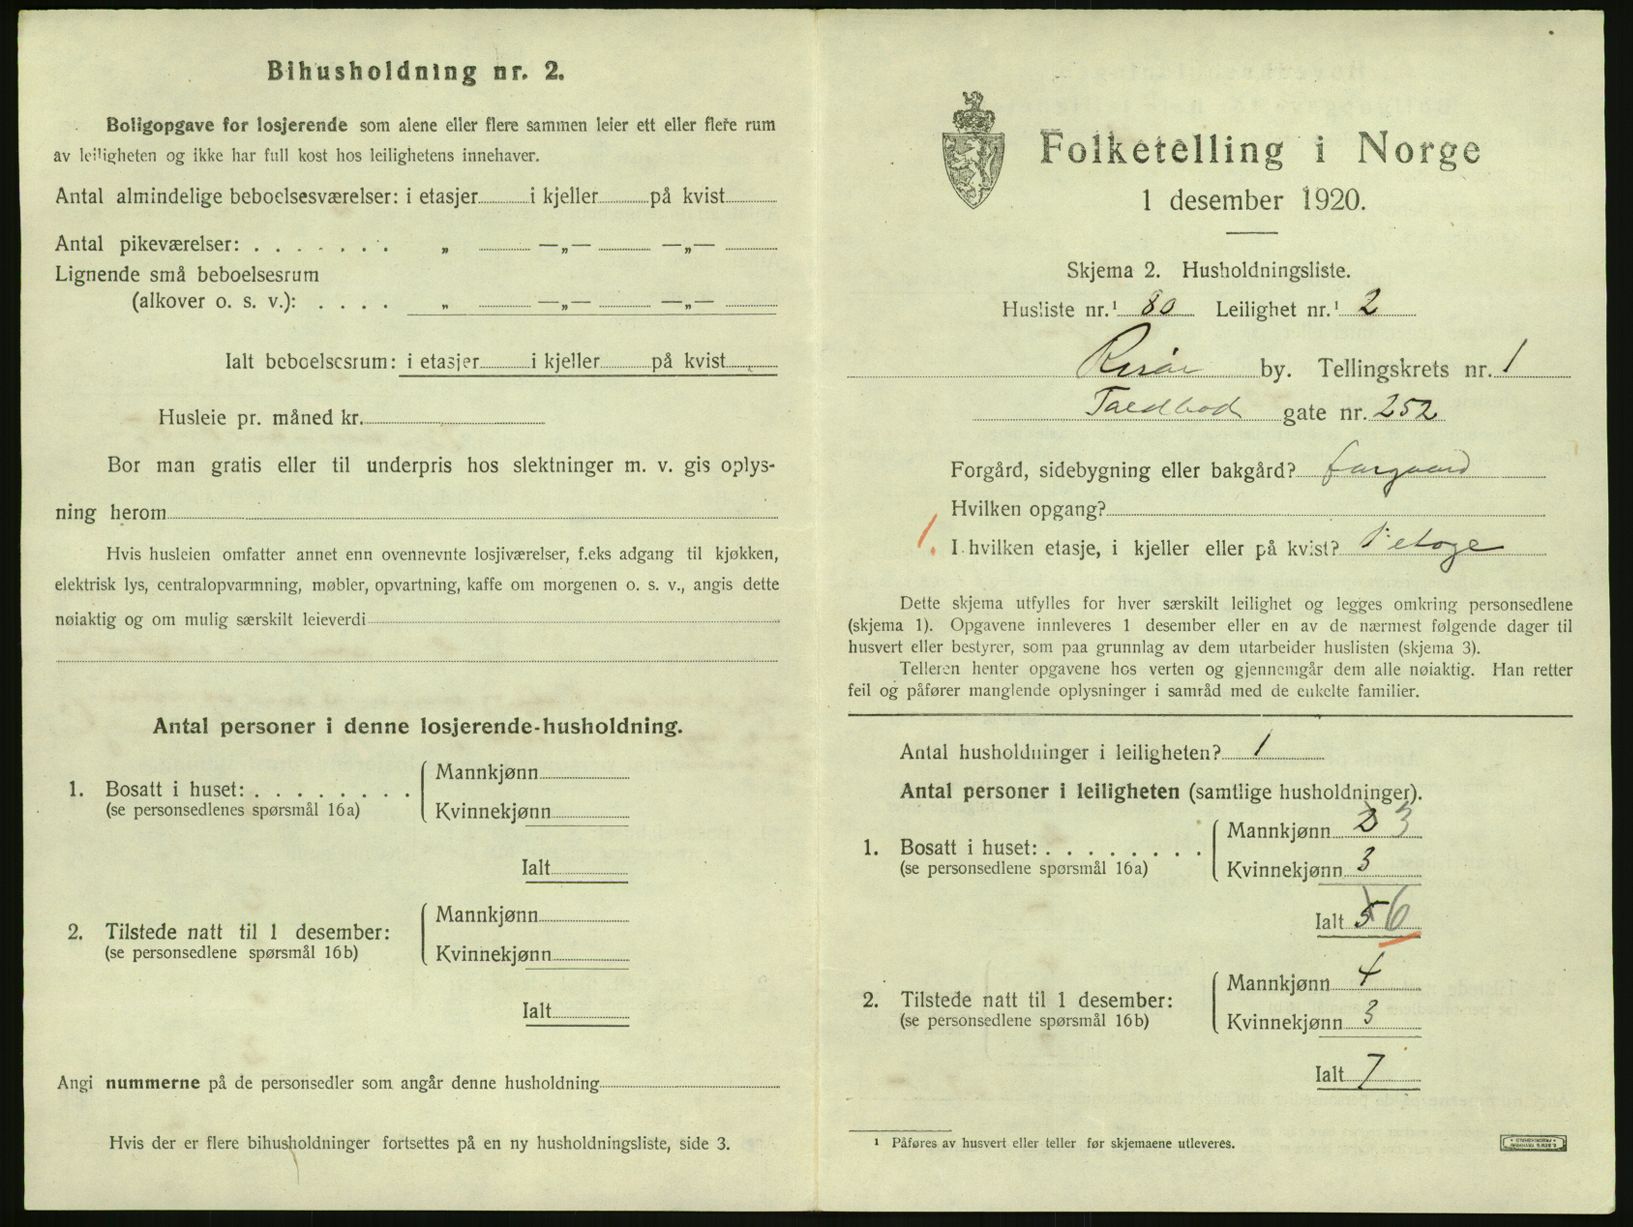 Bihusholdning nr. 2.
Boligopgave for losjerende som alene eller flere sammen leier ett eller flere rum
av leiligheten og ikke har full kost hos leilighetens innehaver.
Antal almindelige beboelsesværelser: i etasjer i kjeller på kvist
Antal pikeværelser: . . . . . . . „ —„— —„—
Lignende små beboelsesrum
(alkover o. s. v.): . . . . „ —„— —„—
Ialt beboelsesrum: i etasjer i kjeller på kvist
Husleie pr. måned kr.
Bor man gratis eller til underpris hos slektninger m. v. gis oplys-
ning herom
Hvis husleien omfatter annet enn ovennevnte losjiværelser, f.eks adgang til kjøkken,
elektrisk lys, centralopvarmning, møbler, opvartning, kaffe om morgenen o. s. v., angis dette
nøiaktig og om mulig særskilt leieverdi
Antal personer i denne losjerende-husholdning.
1. Bosatt i huset: . . . . . . . .
(se personsedlenes spørsmål 16a)
Mannkjønn
Kvinnekjønn
Ialt
2. Tilstede natt til 1 desember:
(se personsedlene spørsmål 16b)
Mannkjønn
Kvinnekjønn
Ialt
Angi nummerne på de personsedler som angår denne husholdning
Hvis der er flere bihusholdninger fortsettes på en ny husholdningsliste, side 3.
Folketelling i Norge
1 desember 1920.
Skjema 2. Husholdningsliste.
Husliste nr.¹ 80 Leilighet nr.¹ 2
Risør by. Tellingskrets nr. 1
gate nr. 252
Forgård, sidebygning eller bakgård? forgaard
Hvilken opgang?
1. I hvilken etasje, i kjeller eller på kvist? 1 etage
Dette skjema utfylles for hver særskilt leilighet og legges omkring personsedlene
(skjema 1). Opgavene innleveres 1 desember eller en av de nærmest følgende dager til
husvert eller bestyrer, som paa grunnlag av dem utarbeider huslisten (skjema 3).
Telleren henter opgavene hos verten og gjennemgår dem alle nøiaktig. Han retter
feil og påfører manglende oplysninger i samråd med de enkelte familier.
Antal husholdninger i leiligheten? 1
Antal personer i leiligheten (samtlige husholdninger).
1. Bosatt i huset: . . . . . . . .
(se personsedlene spørsmål 16a)
Mannkjønn 2 3
Kvinnekjønn 3
Ialt 5 6
2. Tilstede natt til 1 desember:
(se personsedlene spørsmål 16b)
Mannkjønn 4
Kvinnekjønn 3
Ialt 7
¹ Påføres av husvert eller teller før skjemaene utleveres.